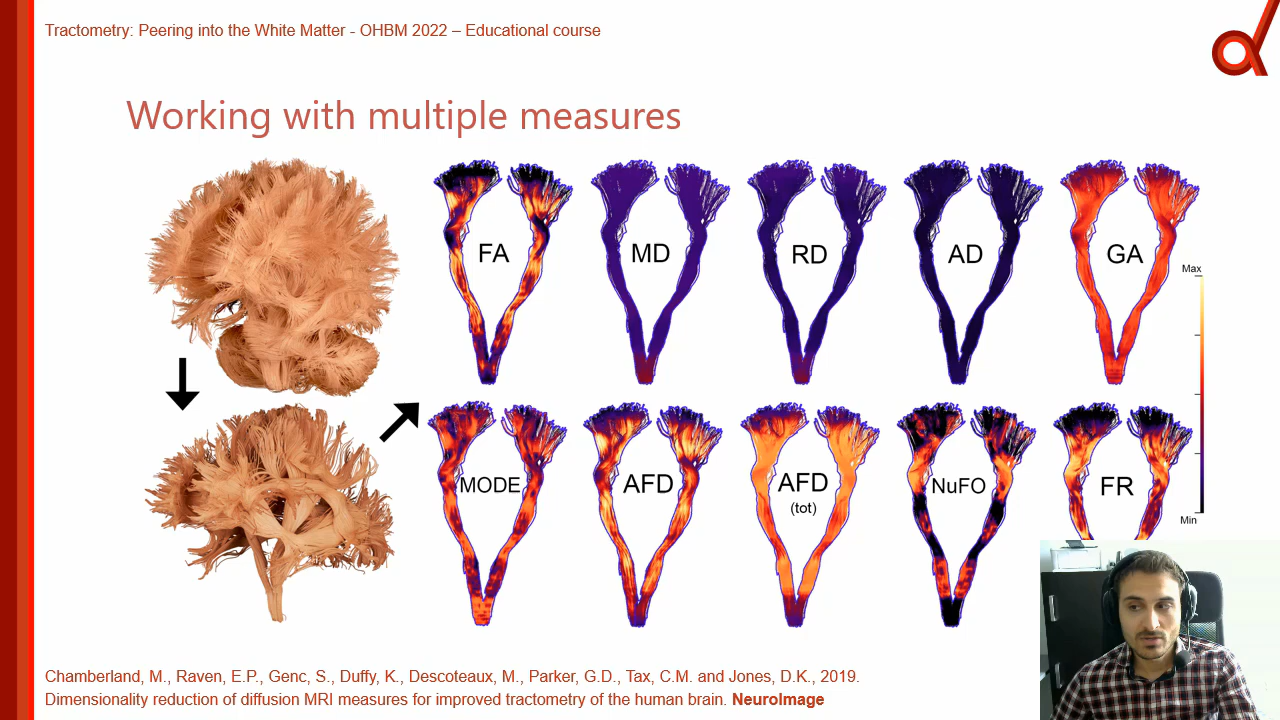 Tractometry: Peering into the White Matter - OHBM 2022 – Educational course
Working with multiple measures
FA
MD
RD
AD
GA
Max
MODE
AFD
AFD
(tot)
NuFO
FR
Min
Chamberland, M., Raven, E.P., Genc, S., Duffy, K., Descoteaux, M., Parker, G.D., Tax, C.M. and Jones, D.K., 2019.
Dimensionality reduction of diffusion MRI measures for improved tractometry of the human brain. NeuroImage